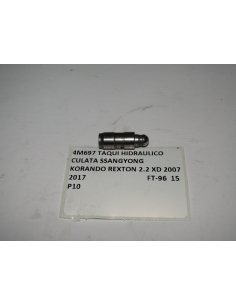 4M697 TAQUI HIDRAULICO
CULATA SSANGYONG
KORANDO REXTON 2.2 XD 2007
2017 FT-96 15
P10